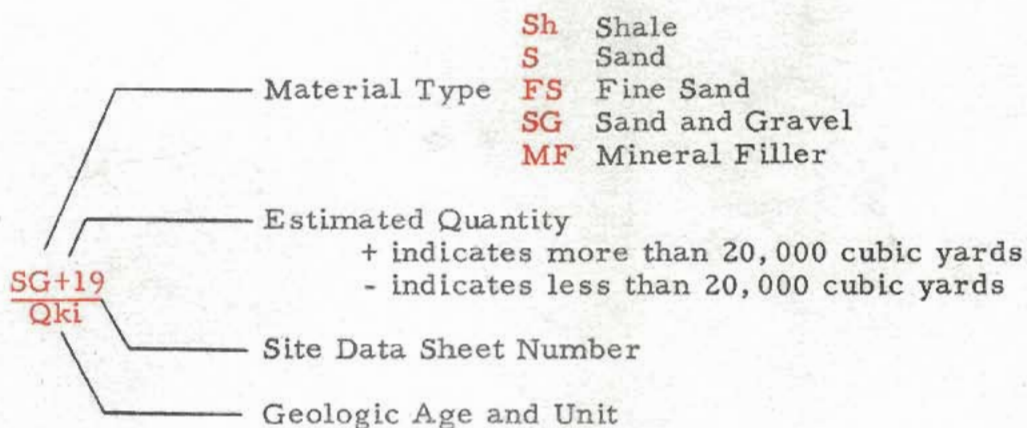 Sh Shale
S Sand
Material Type FS Fine Sand
SG Sand and Gravel
MF Mineral Filler
Estimated Quantity
+ indicates more than 20,000 cubic yards
- indicates less than 20,000 cubic yards
SG+19
Qki
Site Data Sheet Number
Geologic Age and Unit